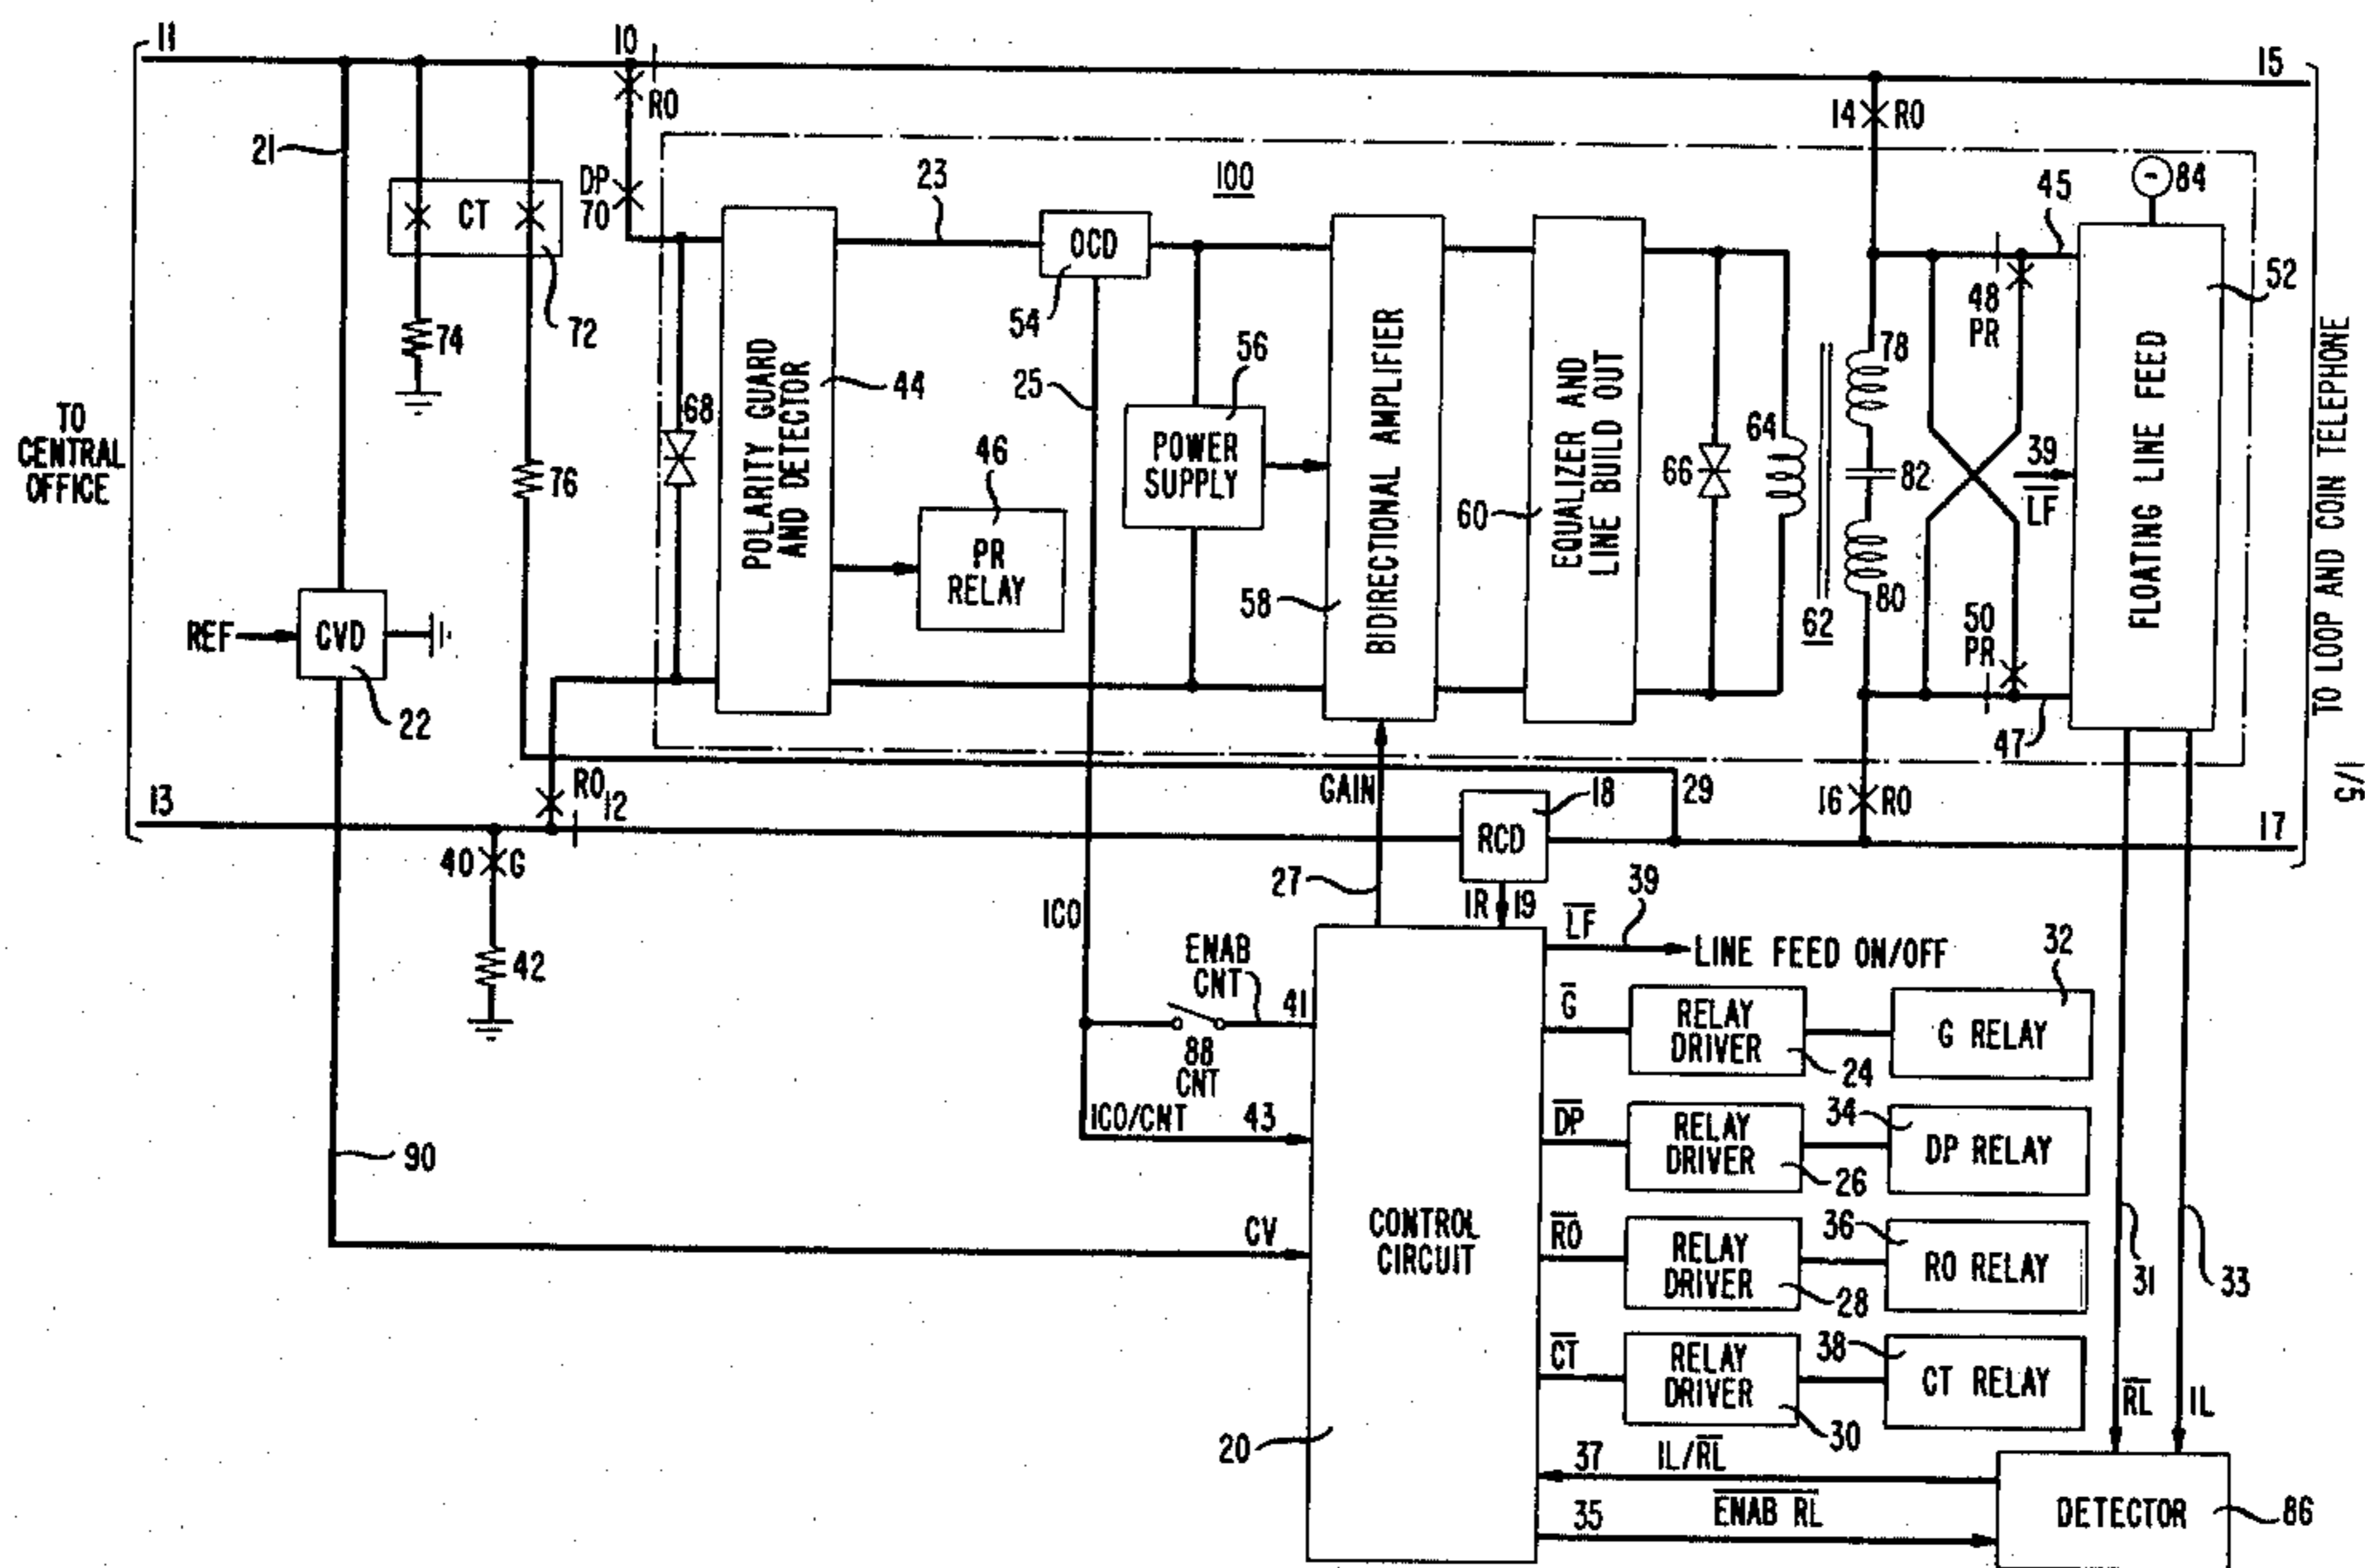 11
10
15
RO
14
RO
21
DP
70
100
23
84
45
CT
OCD
52
54
48
PR
72
74
68
POLARITY GUARD
AND DETECTOR
44
25
56
POWER
SUPPLY
BIDIRECTIONAL AMPLIFIER
EQUALIZER AND
LINE BUILD OUT
78
64
66
82
39
LF
FLOATING LINE FEED
TO
CENTRAL
OFFICE
76
46
PR
RELAY
60
58
80
62
50
PR
TO LOOP AND COIN TELEPHONE
REF
CVD
22
47
1/5
13
RO
12
GAIN
18
29
16
RO
RCD
17
40
G
27
IR
19
39
LF
LINE FEED ON/OFF
ICO
42
ENAB
CNT
41
88
CNT
G
RELAY
DRIVER
24
32
G RELAY
ICO/CNT
43
DP
RELAY
DRIVER
26
34
DP RELAY
90
CV
CONTROL
CIRCUIT
RO
RELAY
DRIVER
28
36
RO RELAY
31
33
CT
RELAY
DRIVER
30
38
CT RELAY
RL
IL
20
37
IL/RL
35
ENAB RL
DETECTOR
86